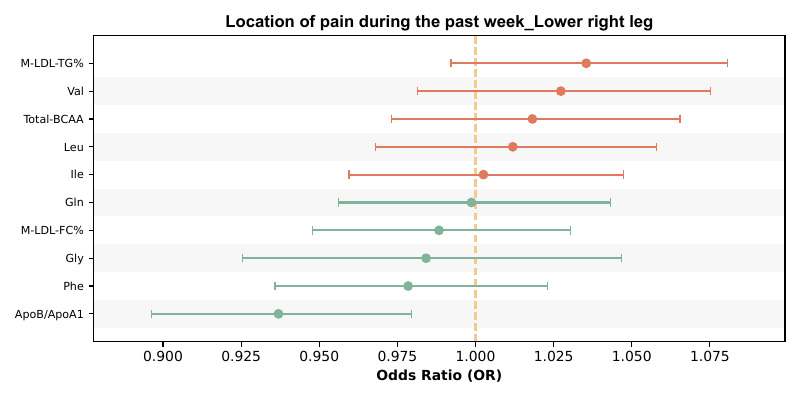 Location of pain during the past week_Lower right leg
M-LDL-TG%
Val
Total-BCAA
Leu
Ile
Gln
M-LDL-FC%
Gly
Phe
ApoB/ApoA1
0.900 0.925 0.950 0.975 1.000 1.025 1.050 1.075
Odds Ratio (OR)